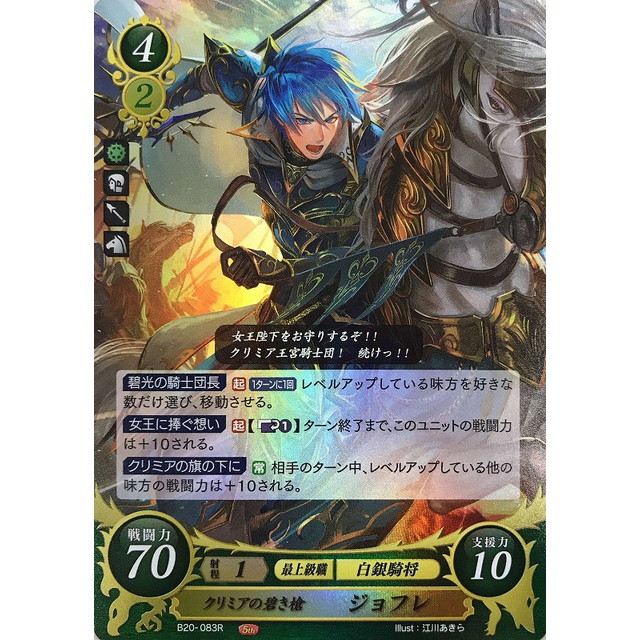 4
2
女王陛下をお守りするぞ!!
クリミア王宮騎士団! 続けっ!!
碧光の騎士団長 起 1ターンに1回 レベルアップしている味方を好きな
数だけ選び、移動させる。
女王に捧ぐ想い 起【1】ターン終了まで、このユニットの戦闘力
は+10される。
クリミアの旗の下に 常 相手のターン中、レベルアップしている他の
味方の戦闘力は+10される。
戦闘力
70
射程 1 最上級職 白銀騎将
支援力
10
クリミアの碧き槍 ジョフレ
B20-083R 5th Illust:江川あきら